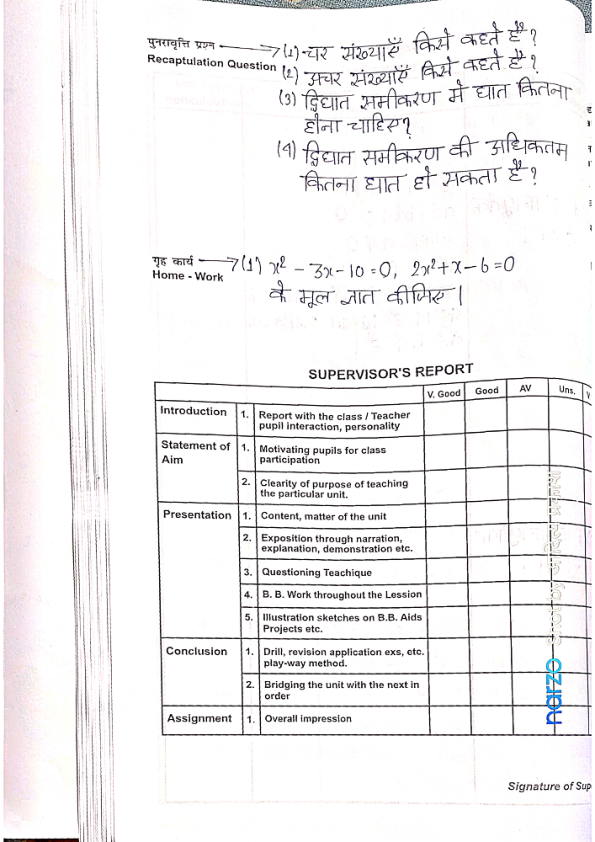 पुनरावृत्ति प्रश्न → (1) चर संख्याएँ किसे कहते हैं?
Recaptulation Question (2) अचर संख्याएँ किसे कहते हैं?
(3) द्विघात समीकरण में घात कितना
होना चाहिए?
(4) द्विघात समीकरण की अधिकतम
कितना घात हो सकता है?
गृह कार्य → (1) x² - 3x - 10 = 0, 2x² + x - 6 = 0
Home - Work
के मूल ज्ञात कीजिए।
SUPERVISOR'S REPORT
V. Good Good AV Uns.
Introduction 1. Report with the class / Teacher
pupil interaction, personality
Statement of 1. Motivating pupils for class
Aim participation
2. Clearity of purpose of teaching
the particular unit.
Presentation 1. Content, matter of the unit
2. Exposition through narration,
explanation, demonstration etc.
3. Questioning Teachique
4. B. B. Work throughout the Lession
5. Illustration sketches on B.B. Aids
Projects etc.
Conclusion 1. Drill, revision application exs, etc.
play-way method.
2. Bridging the unit with the next in
order
Assignment 1. Overall impression
Signature of Sup
narzo